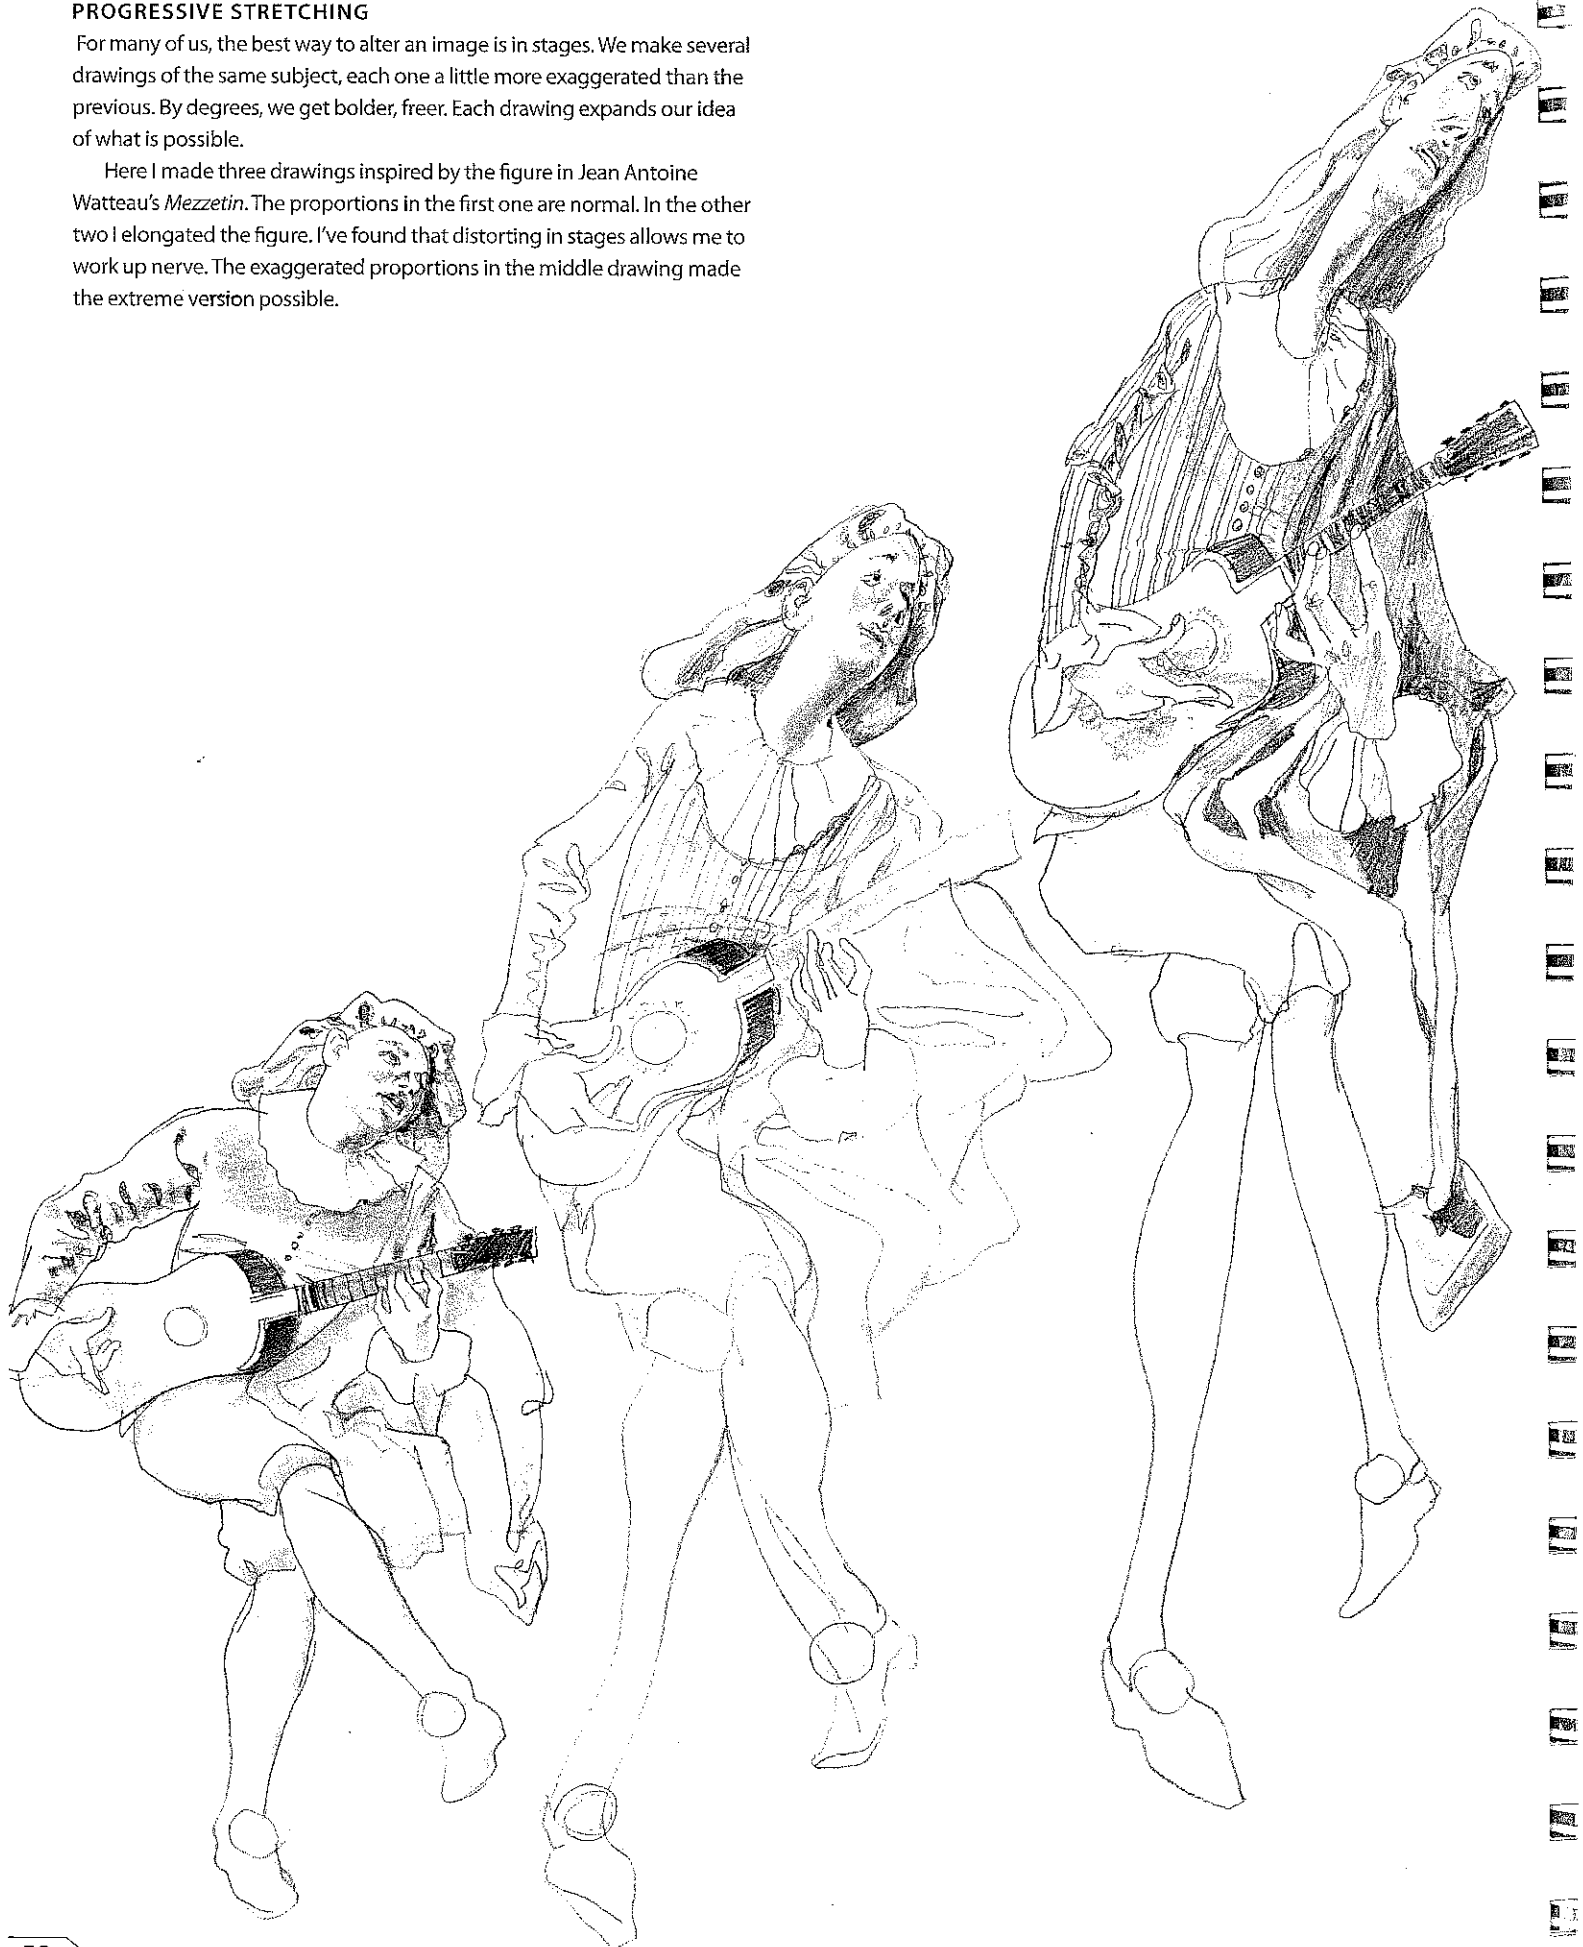 PROGRESSIVE STRETCHING
For many of us, the best way to alter an image is in stages. We make several
drawings of the same subject, each one a little more exaggerated than the
previous. By degrees, we get bolder, freer. Each drawing expands our idea
of what is possible.
Here I made three drawings inspired by the figure in Jean Antoine
Watteau's Mezzetin. The proportions in the first one are normal. In the other
two I elongated the figure. I've found that distorting in stages allows me to
work up nerve. The exaggerated proportions in the middle drawing made
the extreme version possible.